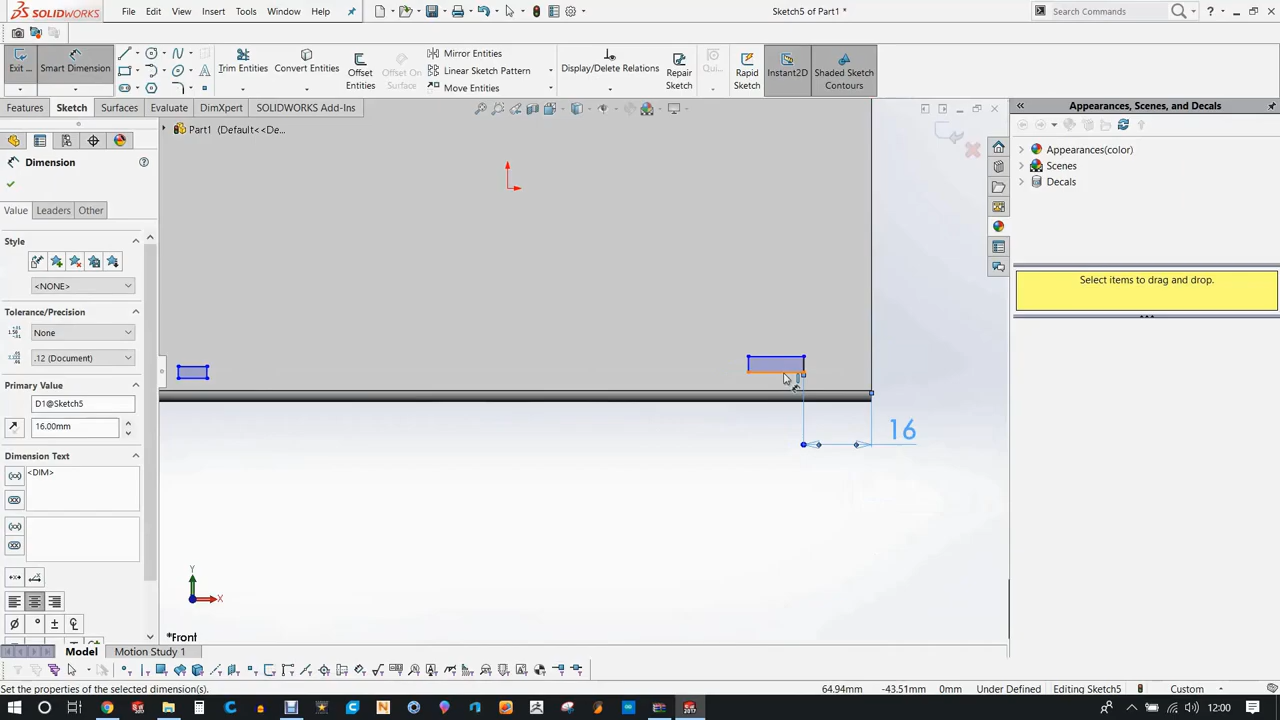 SOLIDWORKS
File Edit View Insert Tools Window Help
Sketch5 of Part1 *
Search Commands
Exit ...
Smart Dimension
Trim Entities
Convert Entities
Offset Entities
Offset On Surface
Mirror Entities
Linear Sketch Pattern
Move Entities
Display/Delete Relations
Repair Sketch
Qui...
Rapid Sketch
Instant2D
Shaded Sketch Contours
Features Sketch Surfaces Evaluate DimXpert SOLIDWORKS Add-Ins
Part1 (Default<<De...
Dimension
Value Leaders Other
Style
<NONE>
Tolerance/Precision
None
.12 (Document)
Primary Value
D1@Sketch5
16.00mm
Dimension Text
<DIM>
16
Y
X
*Front
Appearances, Scenes, and Decals
Appearances(color)
Scenes
Decals
Select items to drag and drop.
Model Motion Study 1
Set the properties of the selected dimension(s).
64.94mm -43.51mm 0mm Under Defined Editing Sketch5 Custom
12:00